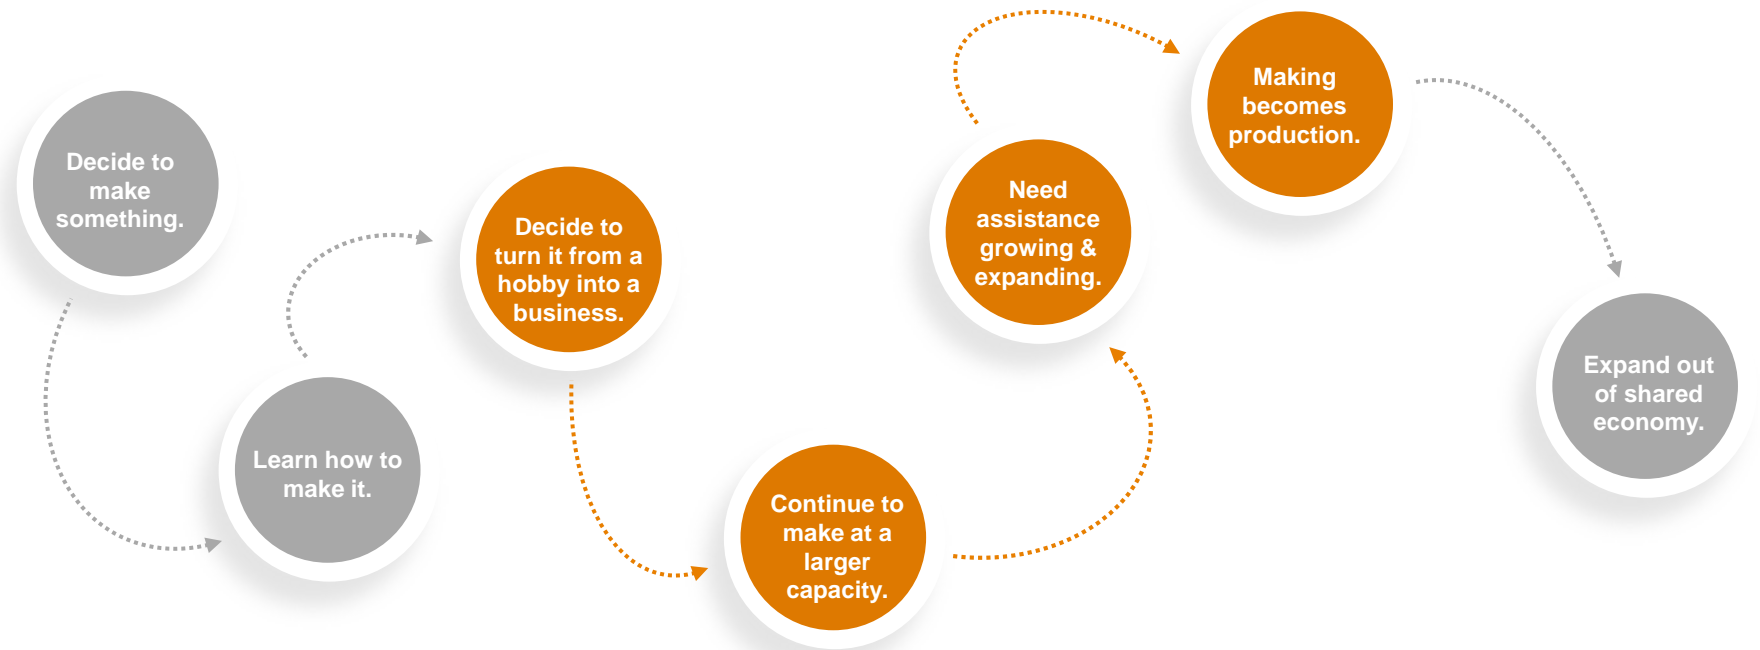 Decide to
make
something.
Learn how to
make it.
Decide to
turn it from a
hobby into a
business.
Continue to
make at a
larger
capacity.
Need
assistance
growing &
expanding.
Making
becomes
production.
Expand out
of shared
economy.